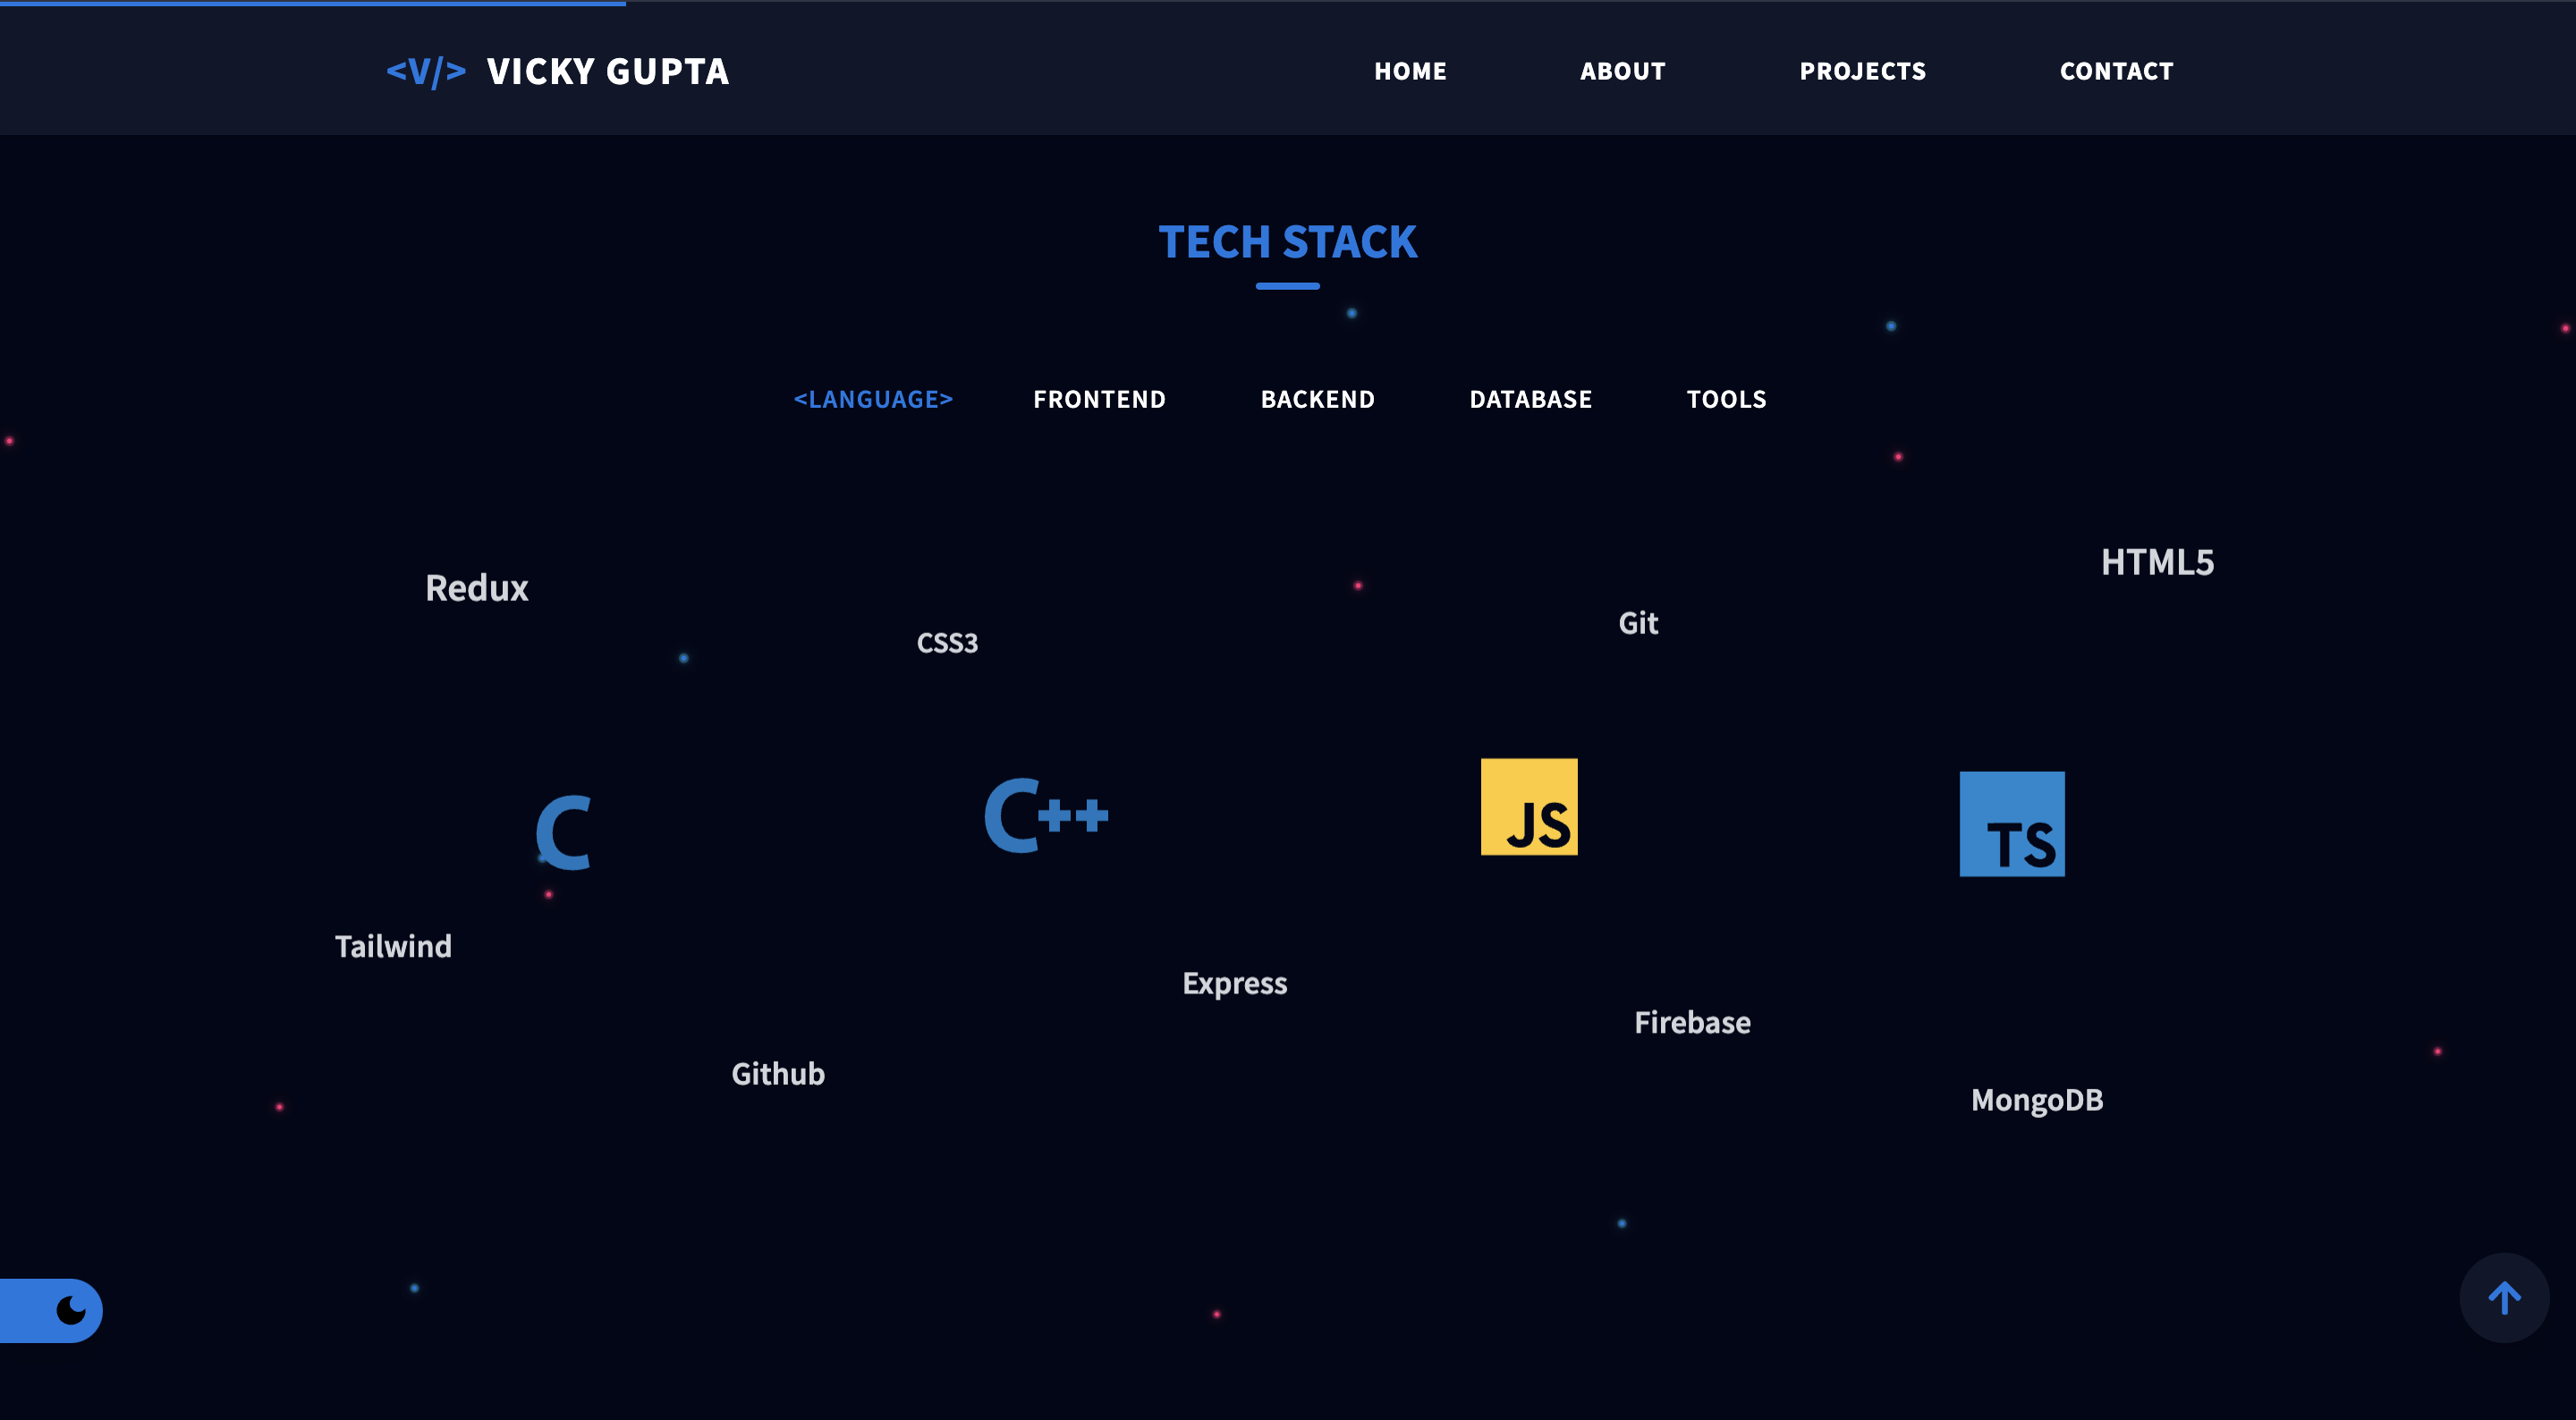 <V/> VICKY GUPTA HOME ABOUT PROJECTS CONTACT
TECH STACK
<LANGUAGE> FRONTEND BACKEND DATABASE TOOLS
HTML5
Redux
Git
CSS3
C C++ JS TS
Tailwind
Express
Firebase
Github
MongoDB